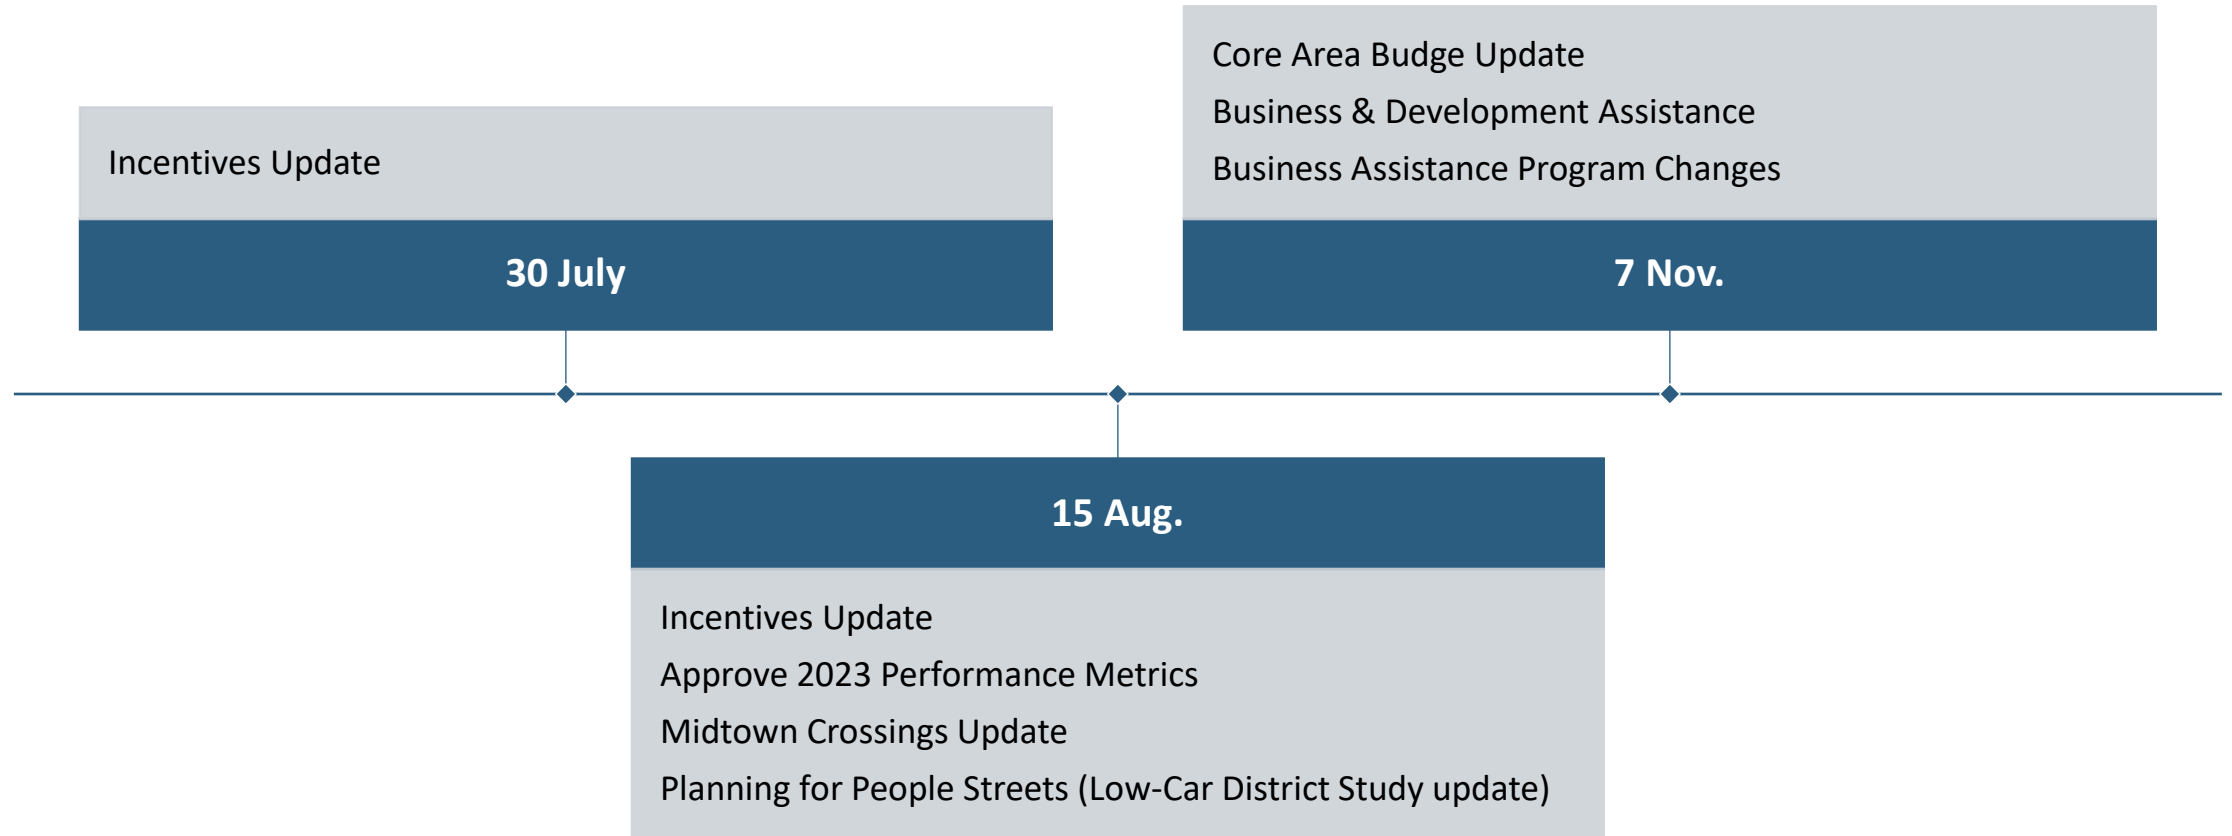 Incentives Update
30 July
Core Area Budge Update
Business & Development Assistance
Business Assistance Program Changes
7 Nov.
15 Aug.
Incentives Update
Approve 2023 Performance Metrics
Midtown Crossings Update
Planning for People Streets (Low-Car District Study update)